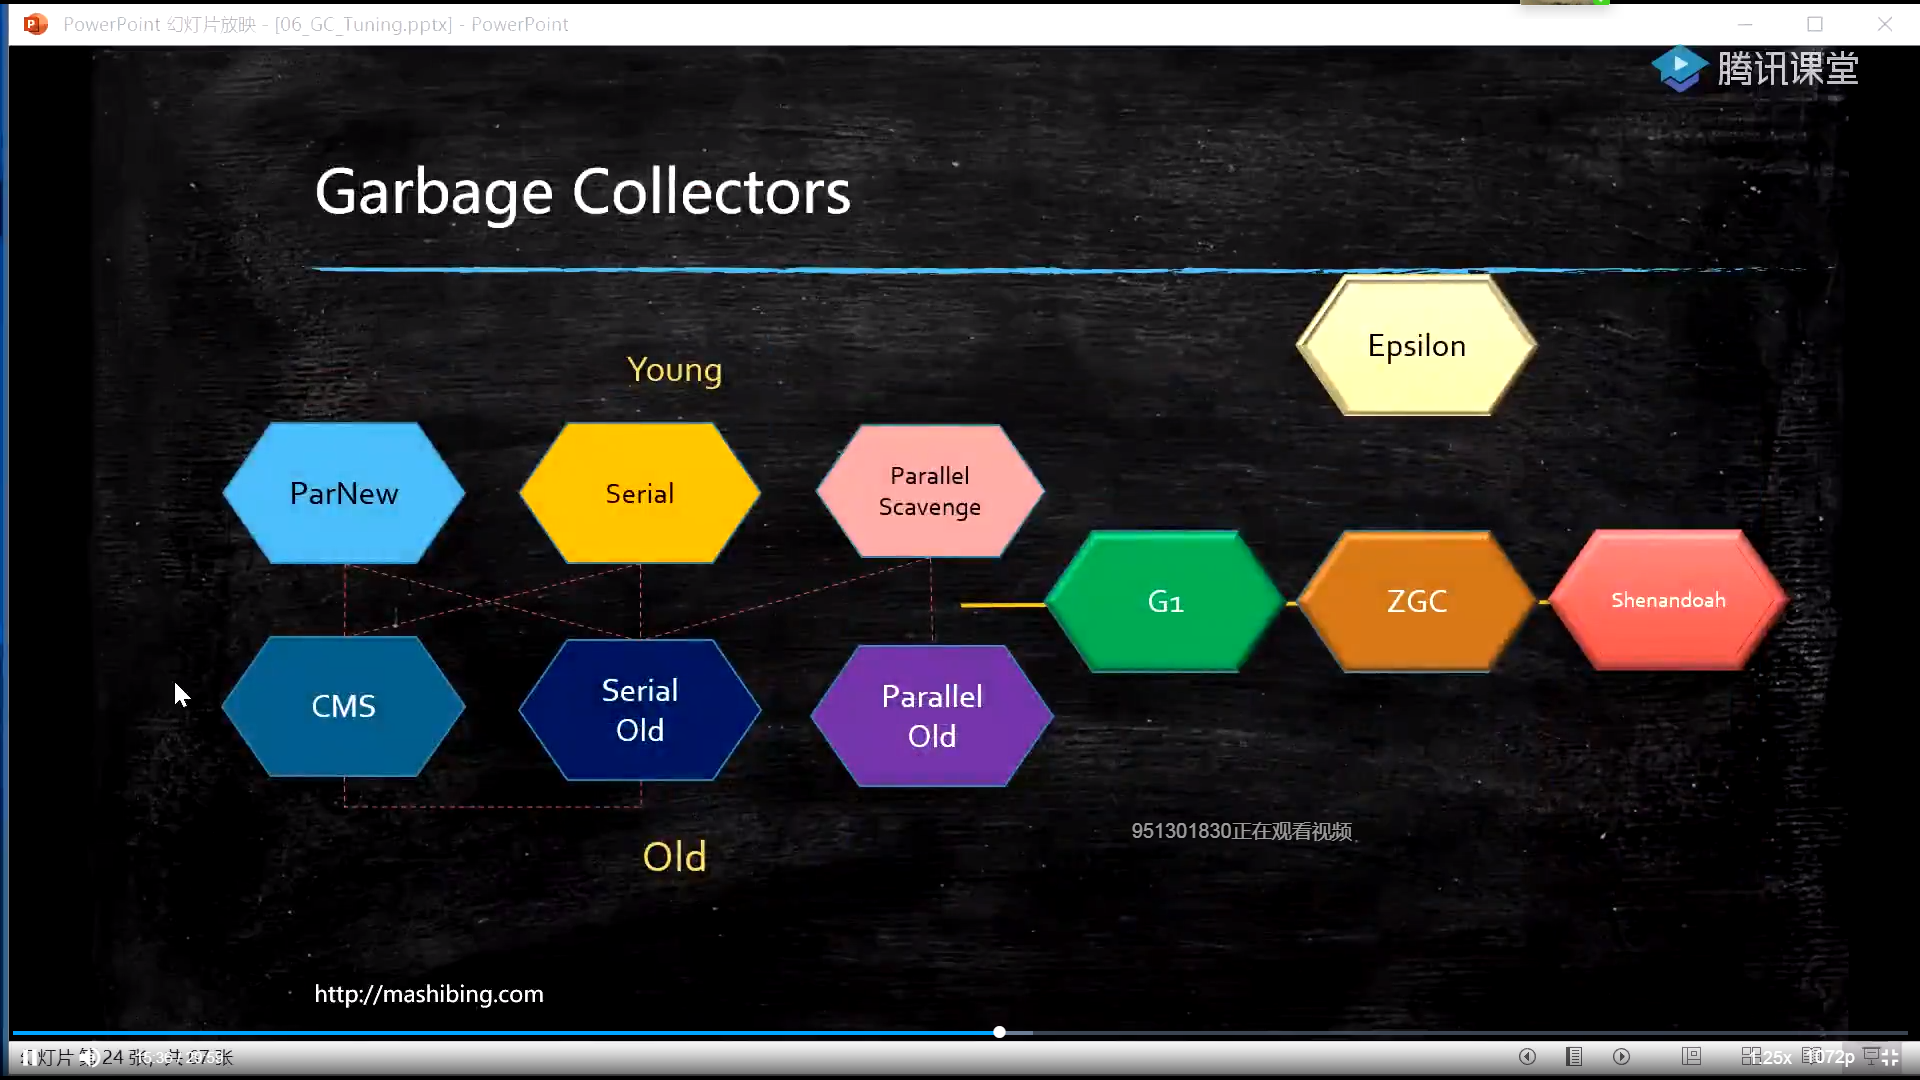 PowerPoint 幻灯片放映 - [06_GC_Tuning.pptx] - PowerPoint
腾讯课堂
Garbage Collectors
Epsilon
Young
ParNew
Serial
Parallel
Scavenge
G1
ZGC
Shenandoah
CMS
Serial
Old
Parallel
Old
951301830正在观看视频
Old
http://mashibing.com
灯片 第 24 张, 共 67 张
1.25x
1072p